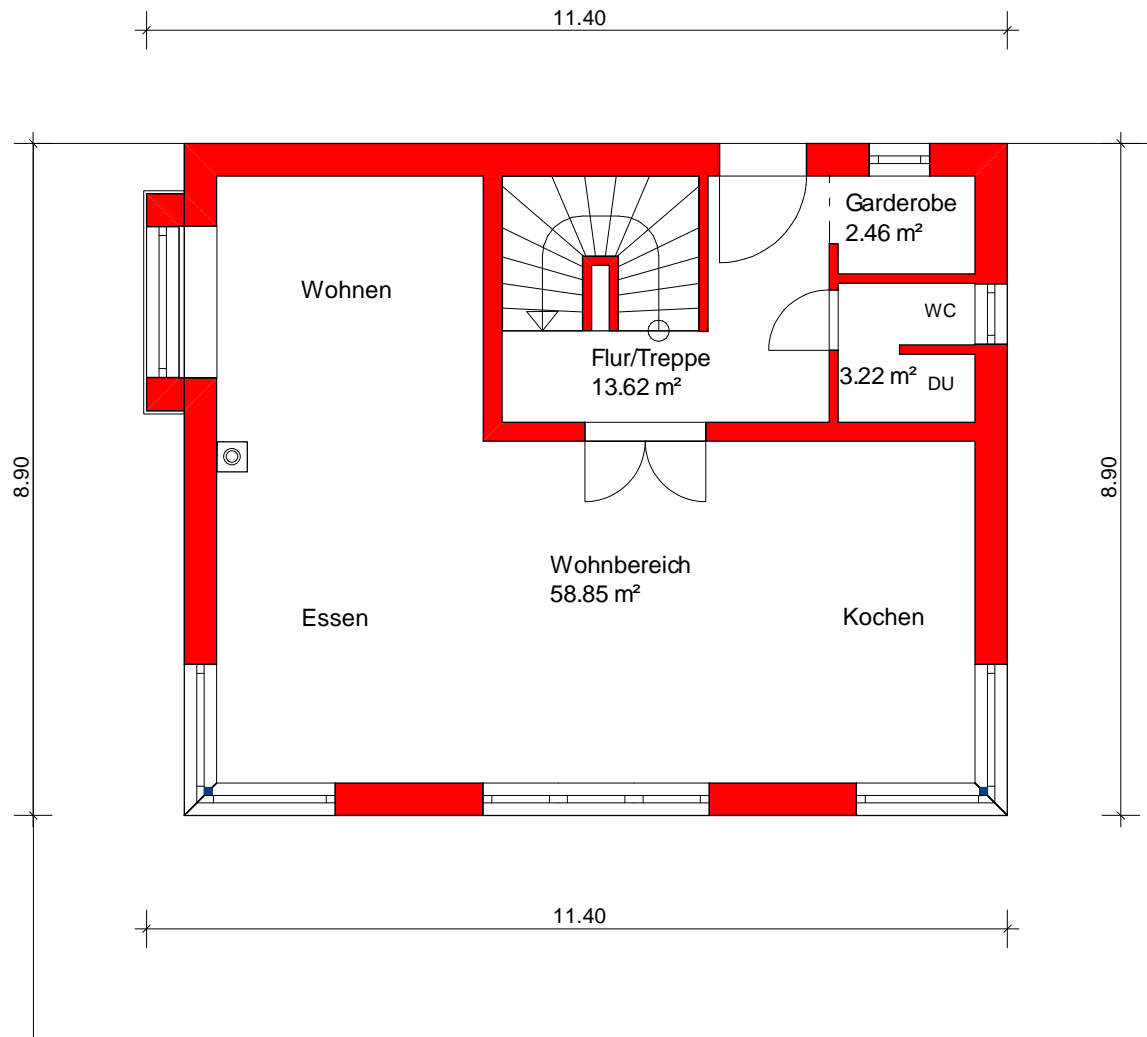 11.40
Garderobe
2.46 m²
Wohnen
WC
Flur/Treppe
13.62 m²
3.22 m²
DU
8.90
8.90
Wohnbereich
58.85 m²
Essen
Kochen
11.40